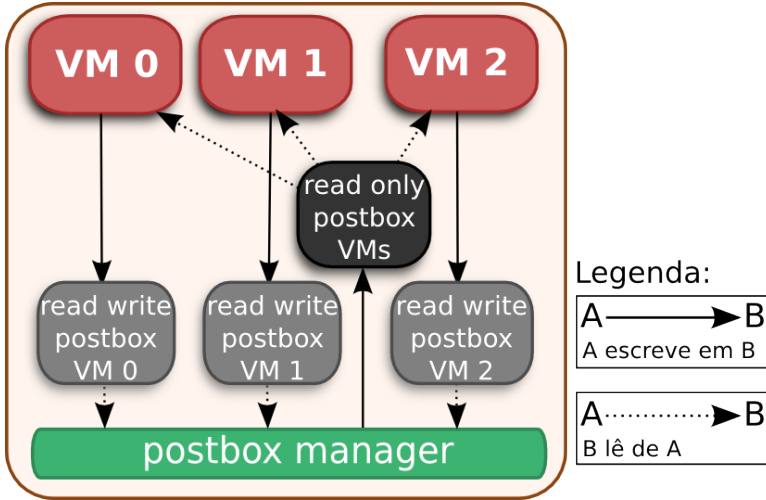 VM 0
VM 1
VM 2
read only
postbox
VMs
read write
postbox
VM 0
read write
postbox
VM 1
read write
postbox
VM 2
postbox manager
Legenda:
A B
A escreve em B
A B
B lê de A